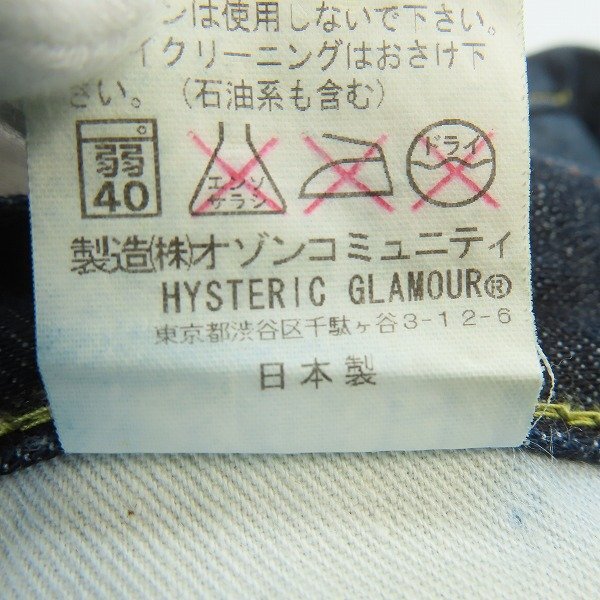 ンは使用しないで下さい。
イクリーニングはおさけ下
さい。(石油系も含む)
弱
40
エンソ
サラシ
ドライ
製造(株)オゾンコミュニティ
HYSTERIC GLAMOUR®
東京都渋谷区千駄ヶ谷3-12-6
日本製